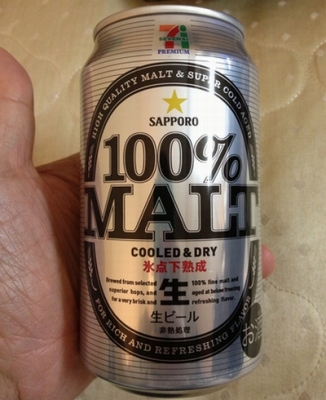 SEVEN & i
PREMIUM
HIGH QUALITY MALT & SUPER COLD AGED
SAPPORO
100%
MALT
COOLED & DRY
氷点下熟成
Brewed from selected
superior hops, and
for a very brisk and
生
100% fine malt and
aged at below freezing
refreshing flavor.
生ビール
非熱処理
FOR RICH AND REFRESHING FLAVOR
お